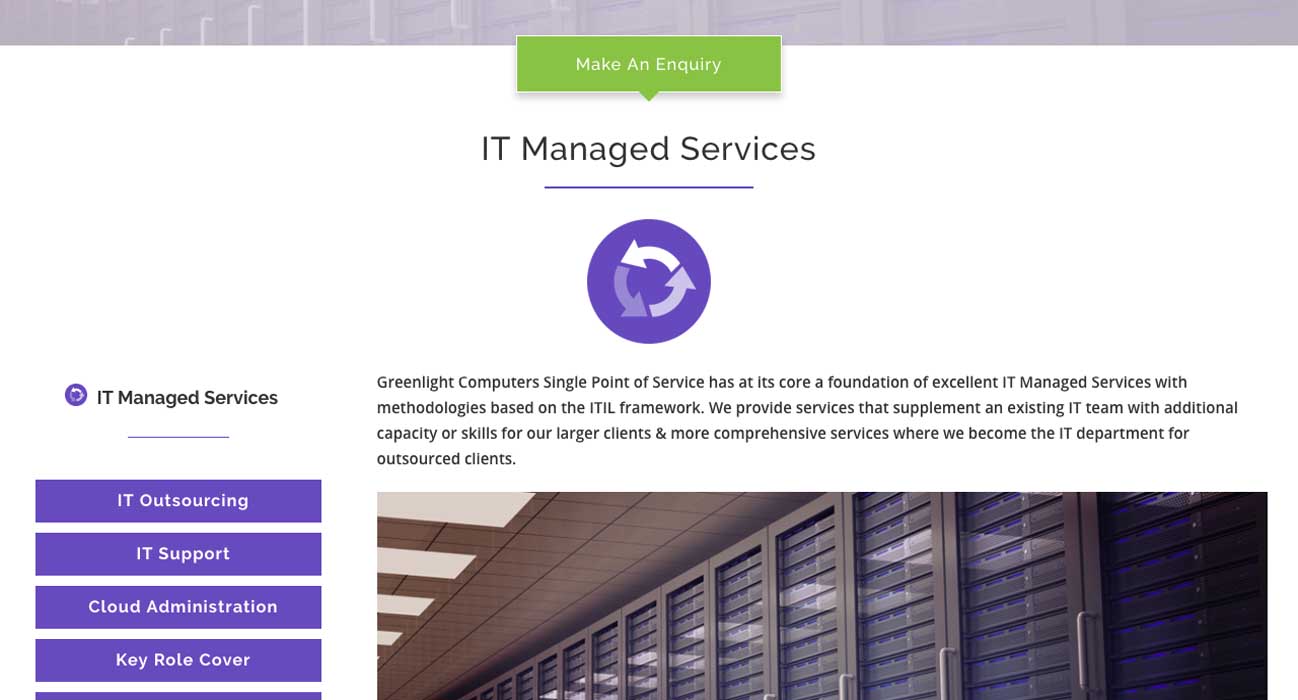 Make An Enquiry
IT Managed Services
IT Managed Services
IT Outsourcing
IT Support
Cloud Administration
Key Role Cover
Greenlight Computers Single Point of Service has at its core a foundation of excellent IT Managed Services with
methodologies based on the ITIL framework. We provide services that supplement an existing IT team with additional
capacity or skills for our larger clients & more comprehensive services where we become the IT department for
outsourced clients.